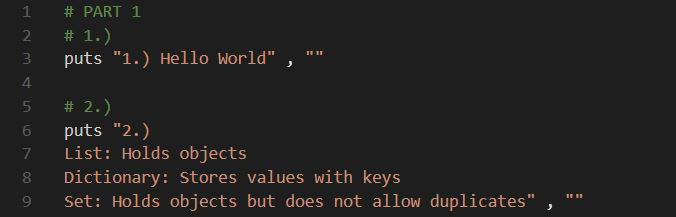 1 # PART 1
2 # 1.)
3 puts "1.) Hello World" , ""
4
5 # 2.)
6 puts "2.)
7 List: Holds objects
8 Dictionary: Stores values with keys
9 Set: Holds objects but does not allow duplicates" , ""